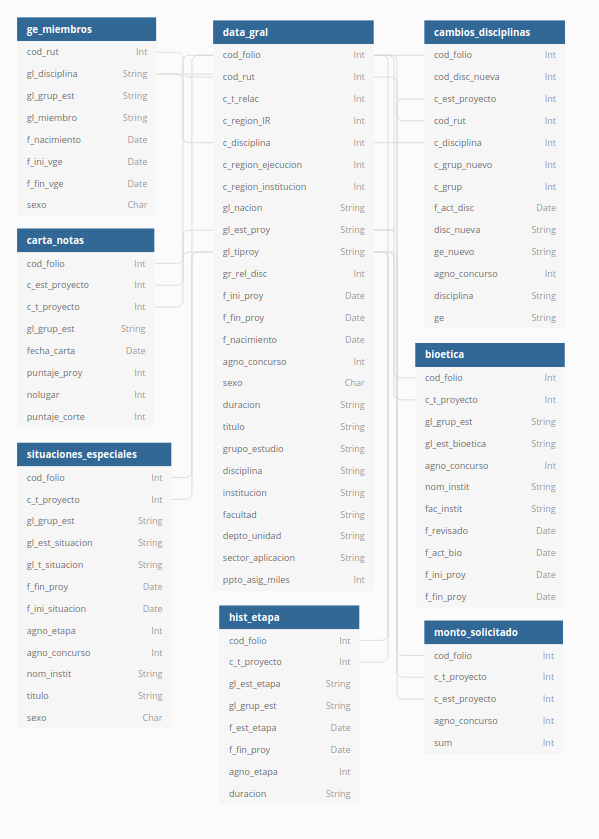 ge_miembros
cod_rut Int
gl_disciplina String
gl_grup_est String
gl_miembro String
f_nacimiento Date
f_ini_vge Date
f_fin_vge Date
sexo Char
carta_notas
cod_folio Int
c_est_proyecto Int
c_t_proyecto Int
gl_grup_est String
fecha_carta Date
puntaje_proy Int
nolugar Int
puntaje_corte Int
situaciones_especiales
cod_folio Int
c_t_proyecto Int
gl_grup_est String
gl_est_situacion String
gl_t_situacion String
f_fin_proy Date
f_ini_situacion Date
agno_etapa Int
agno_concurso Int
nom_instit String
titulo String
sexo Char
data_gral
cod_folio Int
cod_rut Int
c_t_relac Int
c_region_IR Int
c_disciplina Int
c_region_ejecucion Int
c_region_institucion Int
gl_nacion String
gl_est_proy String
gl_tiproy String
gr_rel_disc Int
f_ini_proy Date
f_fin_proy Date
f_nacimiento Date
agno_concurso Int
sexo Char
duracion String
titulo String
grupo_estudio String
disciplina String
institucion String
facultad String
depto_unidad String
sector_aplicacion String
ppto_asig_miles Int
hist_etapa
cod_folio Int
c_t_proyecto Int
gl_est_etapa String
gl_grup_est String
f_est_etapa Date
f_fin_proy Date
agno_etapa Int
duracion String
cambios_disciplinas
cod_folio Int
cod_disc_nueva Int
c_est_proyecto Int
cod_rut Int
c_disciplina Int
c_grup_nuevo Int
c_grup Int
f_act_disc Date
disc_nueva String
ge_nuevo String
agno_concurso Int
disciplina String
ge String
bioetica
cod_folio Int
c_t_proyecto Int
gl_grup_est String
gl_est_bioetica String
agno_concurso Int
nom_instit String
fac_instit String
f_revisado Date
f_act_bio Date
f_ini_proy Date
f_fin_proy Date
monto_solicitado
cod_folio Int
c_t_proyecto Int
c_est_proyecto Int
agno_concurso Int
sum Int